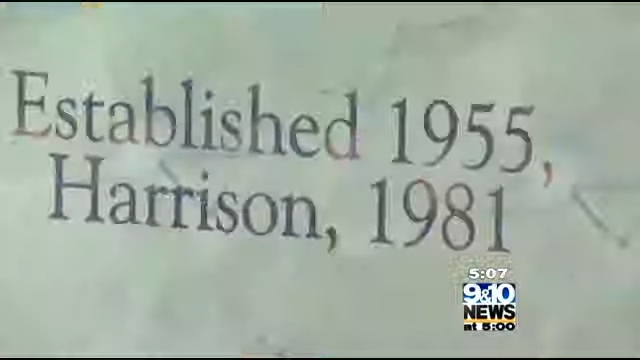 Established 1955,
Harrison, 1981
5:07
9&10
NEWS
at 5:00